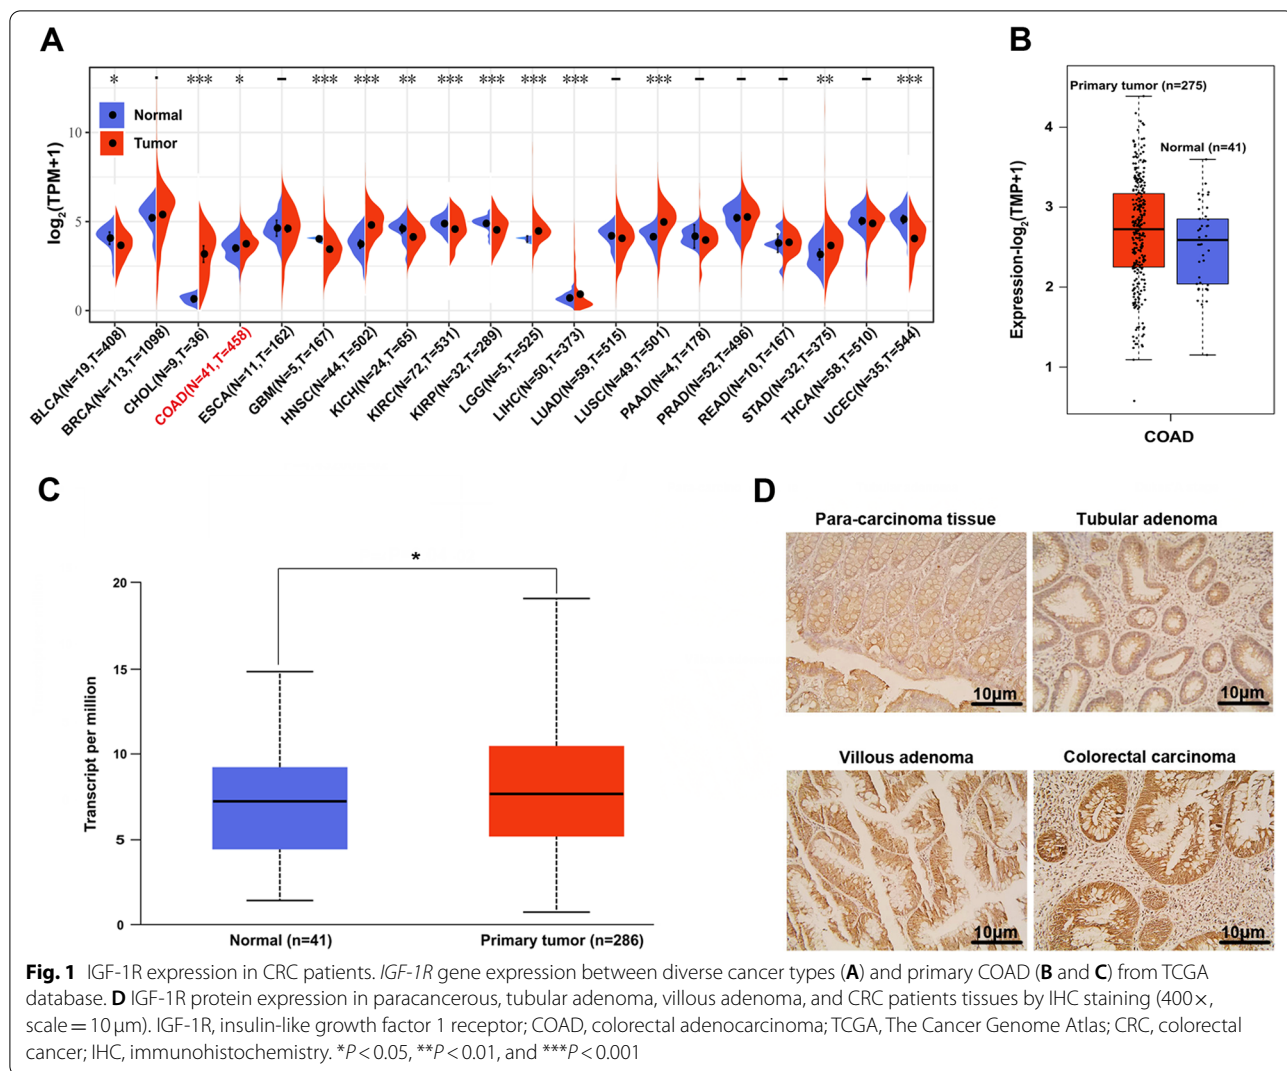 A
* · *** * – *** *** ** *** *** *** *** – *** – – – ** – ***
Normal
Tumor
log2(TPM+1)
10
5
0
BLCA(N=19,T=408)
BRCA(N=113,T=1098)
CHOL(N=9,T=36)
COAD(N=41,T=458)
ESCA(N=11,T=162)
GBM(N=5,T=167)
HNSC(N=44,T=502)
KICH(N=24,T=65)
KIRC(N=72,T=531)
KIRP(N=32,T=289)
LGG(N=5,T=525)
LIHC(N=50,T=373)
LUAD(N=59,T=515)
LUSC(N=49,T=501)
PAAD(N=4,T=178)
PRAD(N=52,T=496)
READ(N=10,T=167)
STAD(N=32,T=375)
THCA(N=58,T=510)
UCEC(N=35,T=544)
B
Primary tumor (n=275)
Normal (n=41)
Expression-log2(TMP+1)
4
3
2
1
COAD
C
*
Transcript per million
20
15
10
5
0
Normal (n=41)
Primary tumor (n=286)
D
Para-carcinoma tissue
Tubular adenoma
10μm
10μm
Villous adenoma
Colorectal carcinoma
10μm
10μm
Fig. 1 IGF-1R expression in CRC patients. IGF-1R gene expression between diverse cancer types (A) and primary COAD (B and C) from TCGA
database. D IGF-1R protein expression in paracancerous, tubular adenoma, villous adenoma, and CRC patients tissues by IHC staining (400×,
scale = 10 μm). IGF-1R, insulin-like growth factor 1 receptor; COAD, colorectal adenocarcinoma; TCGA, The Cancer Genome Atlas; CRC, colorectal
cancer; IHC, immunohistochemistry. *P < 0.05, **P < 0.01, and ***P < 0.001